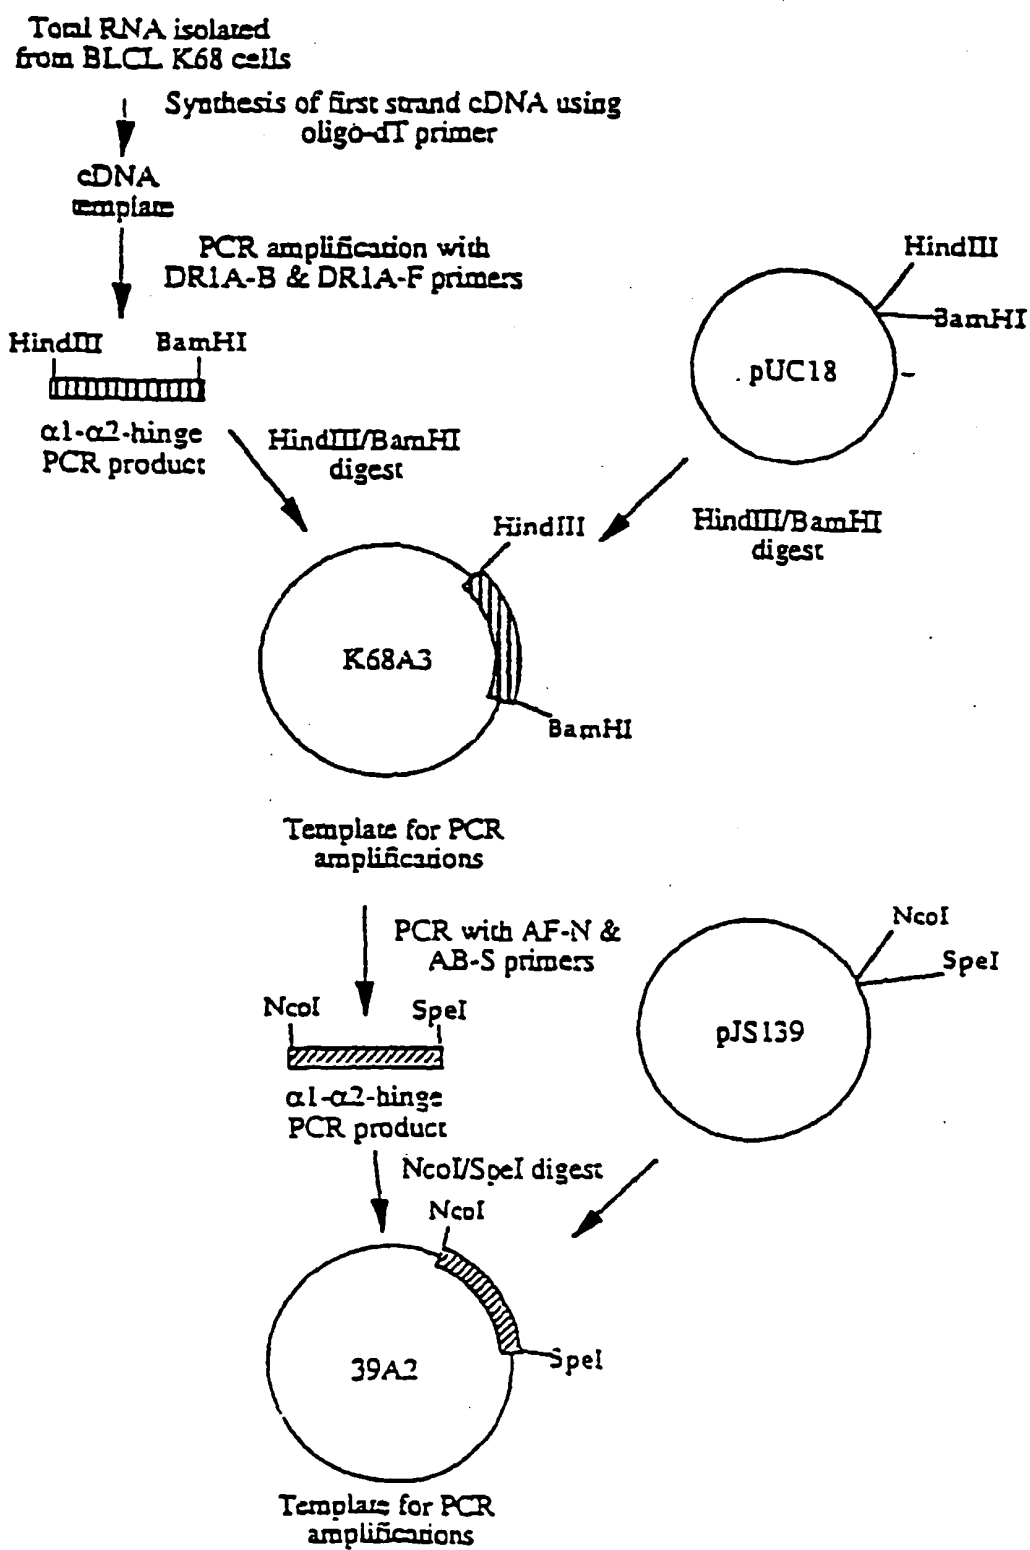 Total RNA isolated
from BLCL K68 cells
Synthesis of first strand cDNA using
oligo-dT primer
cDNA
template
PCR amplification with
DR1A-B & DR1A-F primers
HindIII
BamHI
HindIII
BamHI
pUC18
α1-α2-hinge
PCR product
HindIII/BamHI
digest
HindIII/BamHI
digest
HindIII
K68A3
BamHI
Template for PCR
amplifications
PCR with AF-N &
AB-S primers
NcoI
SpeI
NcoI
SpeI
pJS139
α1-α2-hinge
PCR product
NcoI/SpeI digest
NcoI
39A2
SpeI
Template for PCR
amplifications